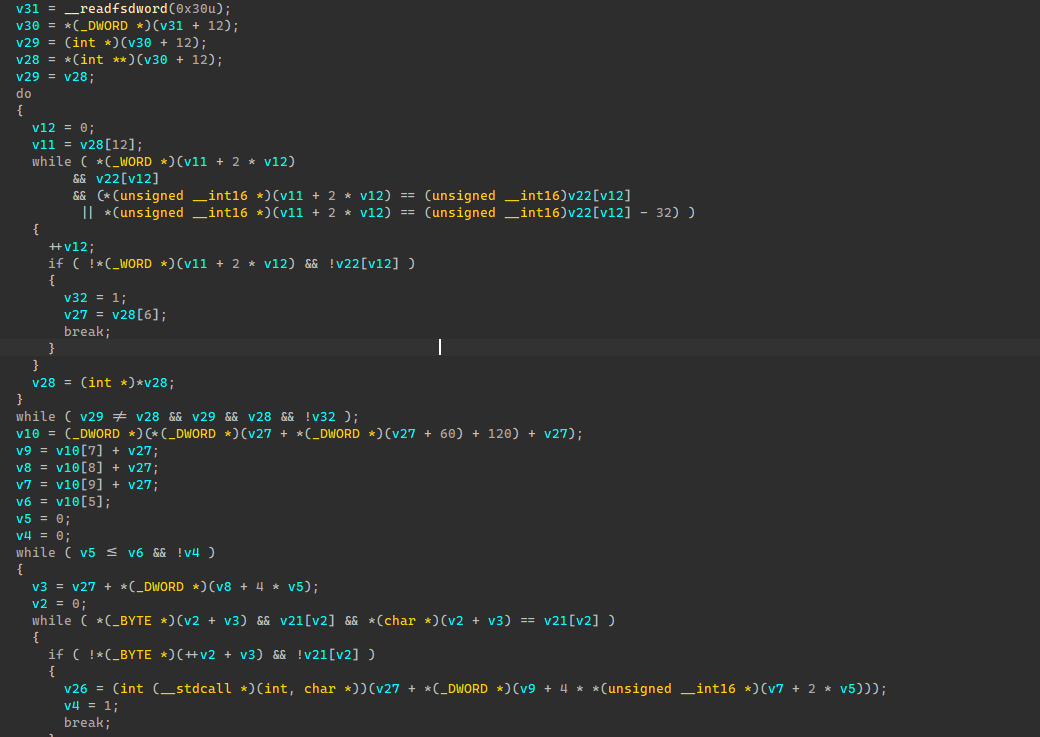 v31 = __readfsdword(0x30u);
v30 = *(_DWORD *)(v31 + 12);
v29 = (int *)(v30 + 12);
v28 = *(int **)(v30 + 12);
v29 = v28;
do
{
v12 = 0;
v11 = v28[12];
while ( *(_WORD *)(v11 + 2 * v12)
&& v22[v12]
&& (*(unsigned __int16 *)(v11 + 2 * v12) == (unsigned __int16)v22[v12]
|| *(unsigned __int16 *)(v11 + 2 * v12) == (unsigned __int16)v22[v12] - 32) )
{
++v12;
if ( !*(_WORD *)(v11 + 2 * v12) && !v22[v12] )
{
v32 = 1;
v27 = v28[6];
break;
}
}
v28 = (int *)*v28;
}
while ( v29 ≠ v28 && v29 && v28 && !v32 );
v10 = (_DWORD *)(*(_DWORD *)(v27 + *(_DWORD *)(v27 + 60) + 120) + v27);
v9 = v10[7] + v27;
v8 = v10[8] + v27;
v7 = v10[9] + v27;
v6 = v10[5];
v5 = 0;
v4 = 0;
while ( v5 ≤ v6 && !v4 )
{
v3 = v27 + *(_DWORD *)(v8 + 4 * v5);
v2 = 0;
while ( *(_BYTE *)(v2 + v3) && v21[v2] && *(char *)(v2 + v3) == v21[v2] )
{
if ( !*(_BYTE *)(++v2 + v3) && !v21[v2] )
{
v26 = (int (__stdcall *)(int, char *))(v27 + *(_DWORD *)(v9 + 4 * *(unsigned __int16 *)(v7 + 2 * v5)));
v4 = 1;
break;
}